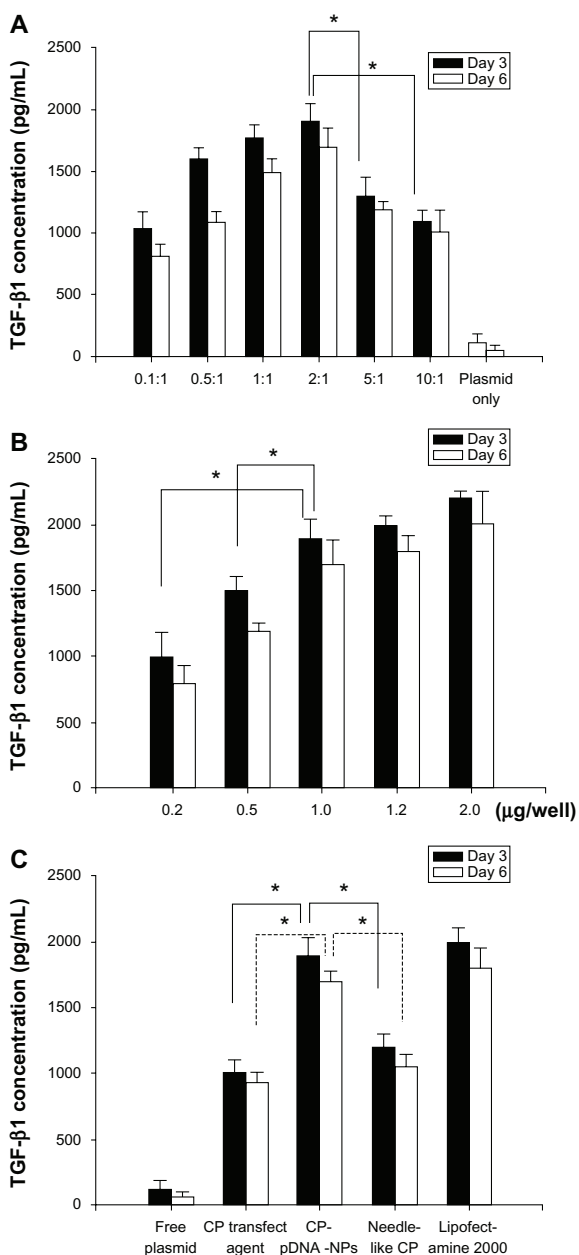 A
TGF-β1 concentration (pg/mL)
2500
2000
1500
1000
500
0
* *
Day 3
Day 6
0.1:1 0.5:1 1:1 2:1 5:1 10:1 Plasmid only
B
TGF-β1 concentration (pg/mL)
2500
2000
1500
1000
500
0
* *
Day 3
Day 6
0.2 0.5 1.0 1.2 2.0 (µg/well)
C
TGF-β1 concentration (pg/mL)
2500
2000
1500
1000
500
0
* *
* *
Day 3
Day 6
Free CP transfect CP- Needle- Lipofect-
plasmid agent pDNA -NPs like CP amine 2000